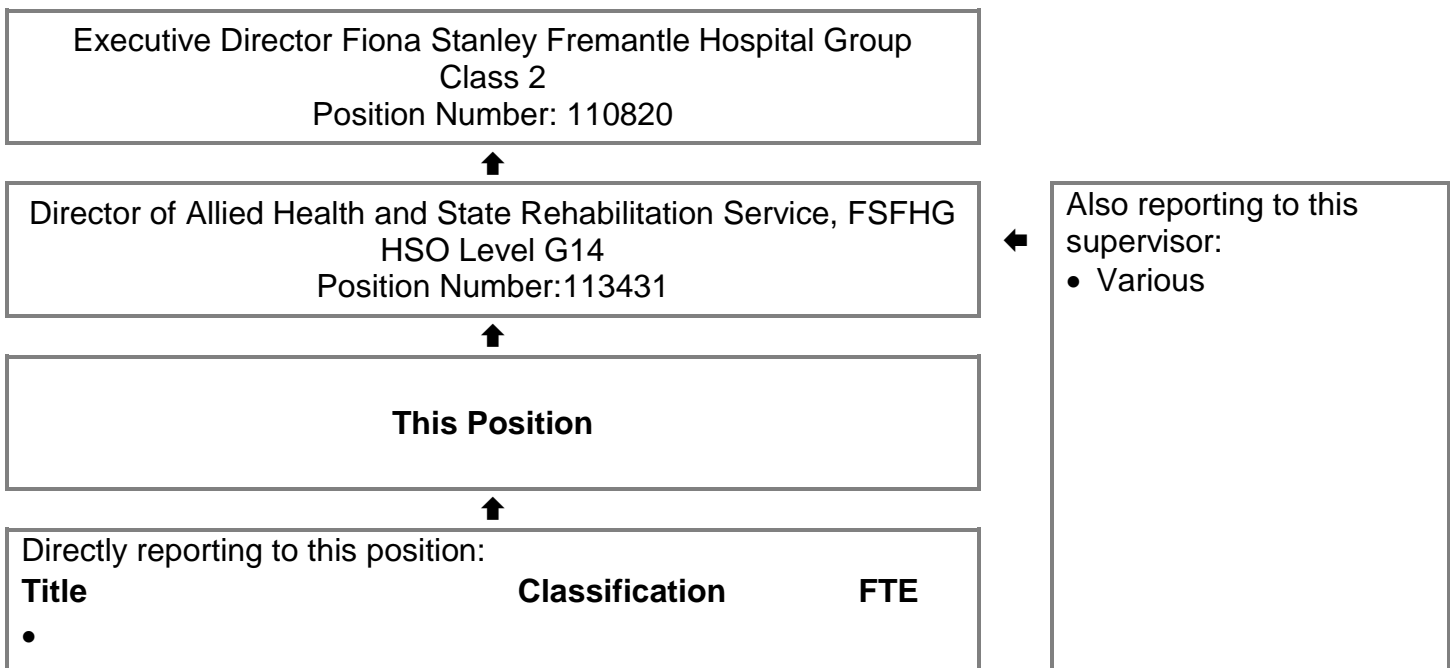 Executive Director Fiona Stanley Fremantle Hospital Group
Class 2
Position Number: 110820
Director of Allied Health and State Rehabilitation Service, FSFHG
HSO Level G14
Position Number:113431
Also reporting to this
supervisor:
• Various
This Position
Directly reporting to this position:
Title Classification FTE
•